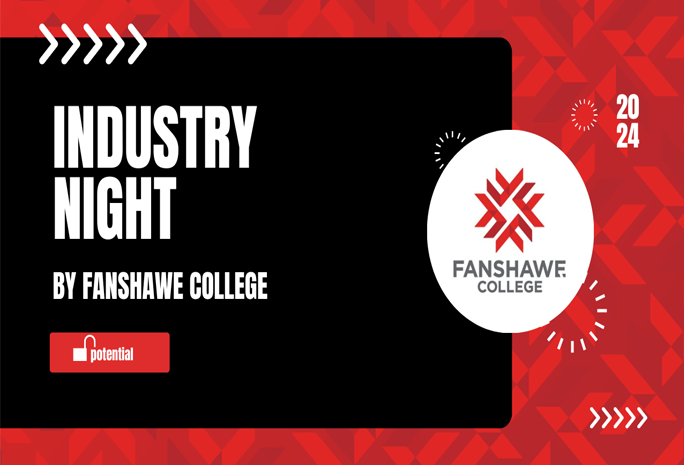 INDUSTRY
NIGHT
BY FANSHAWE COLLEGE
potential
FANSHAWE
COLLEGE
20
24